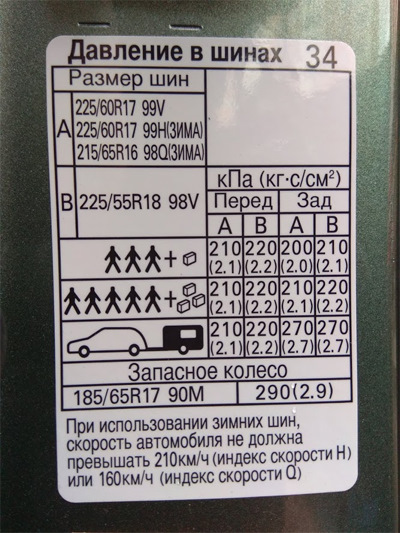 Давление в шинах 34
Размер шин
A
225/60R17 99V
225/60R17 99H(ЗИМА)
215/65R16 98Q(ЗИМА)
B 225/55R18 98V
кПа (кг·с/см²)
Перед Зад
A B A B
+ 210 220 200 210
(2.1) (2.2) (2.0) (2.1)
+ 210 220 210 220
(2.1) (2.2) (2.1) (2.2)
210 220 270 270
(2.1) (2.2) (2.7) (2.7)
Запасное колесо
185/65R17 90M 290(2.9)
При использовании зимних шин,
скорость автомобиля не должна
превышать 210км/ч (индекс скорости H)
или 160км/ч (индекс скорости Q)